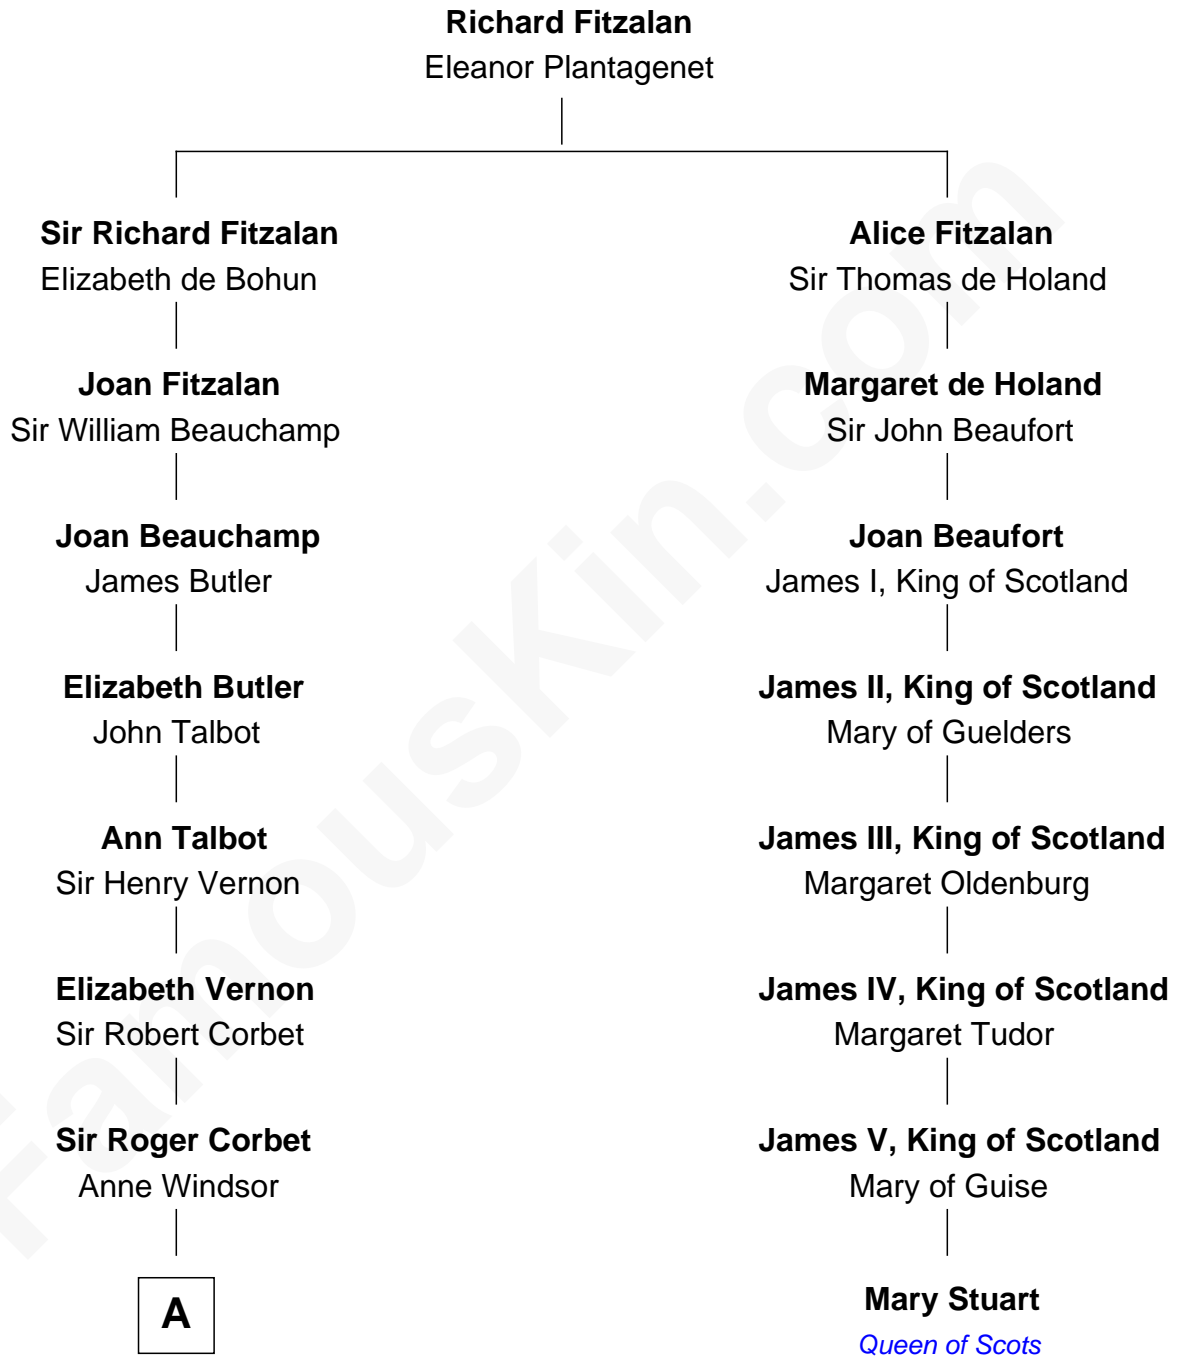 Richard Fitzalan
Eleanor Plantagenet
Sir Richard Fitzalan
Elizabeth de Bohun
Alice Fitzalan
Sir Thomas de Holand
Joan Fitzalan
Sir William Beauchamp
Margaret de Holand
Sir John Beaufort
Joan Beauchamp
James Butler
Joan Beaufort
James I, King of Scotland
Elizabeth Butler
John Talbot
James II, King of Scotland
Mary of Guelders
Ann Talbot
Sir Henry Vernon
James III, King of Scotland
Margaret Oldenburg
Elizabeth Vernon
Sir Robert Corbet
James IV, King of Scotland
Margaret Tudor
Sir Roger Corbet
Anne Windsor
James V, King of Scotland
Mary of Guise
A
Mary Stuart
Queen of Scots
FamousKin.com